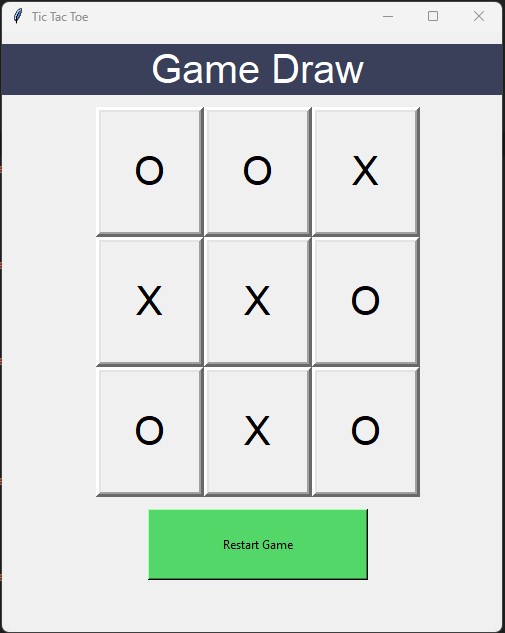 Tic Tac Toe
Game Draw
O O X
X X O
O X O
Restart Game